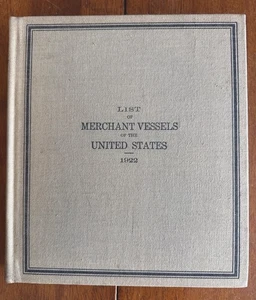 LIST
OF
MERCHANT VESSELS
OF THE
UNITED STATES
1922